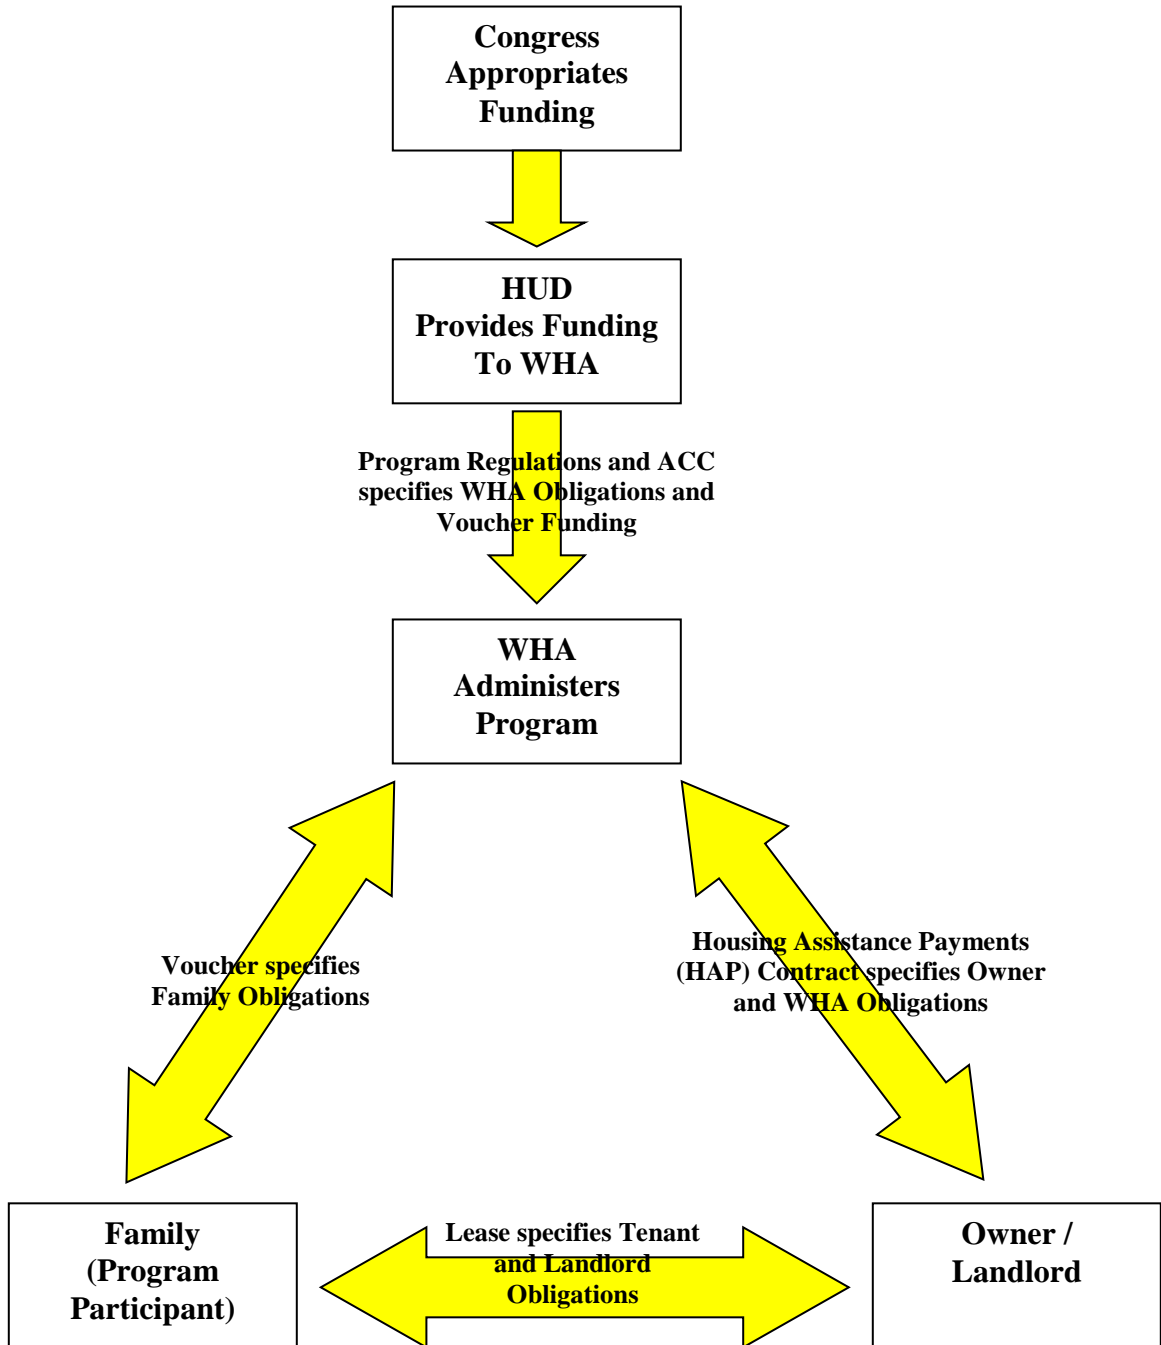 Congress
Appropriates
Funding
HUD
Provides Funding
To WHA
Program Regulations and ACC
specifies WHA Obligations and
Voucher Funding
WHA
Administers
Program
Voucher specifies
Family Obligations
Housing Assistance Payments
(HAP) Contract specifies Owner
and WHA Obligations
Family
(Program
Participant)
Lease specifies Tenant
and Landlord
Obligations
Owner /
Landlord